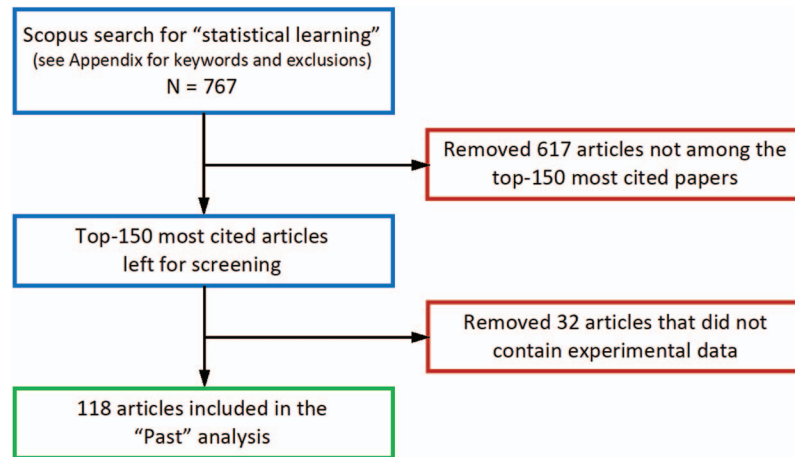 Scopus search for “statistical learning”
(see Appendix for keywords and exclusions)
N = 767
Removed 617 articles not among the
top-150 most cited papers
Top-150 most cited articles
left for screening
Removed 32 articles that did not
contain experimental data
118 articles included in the
“Past” analysis